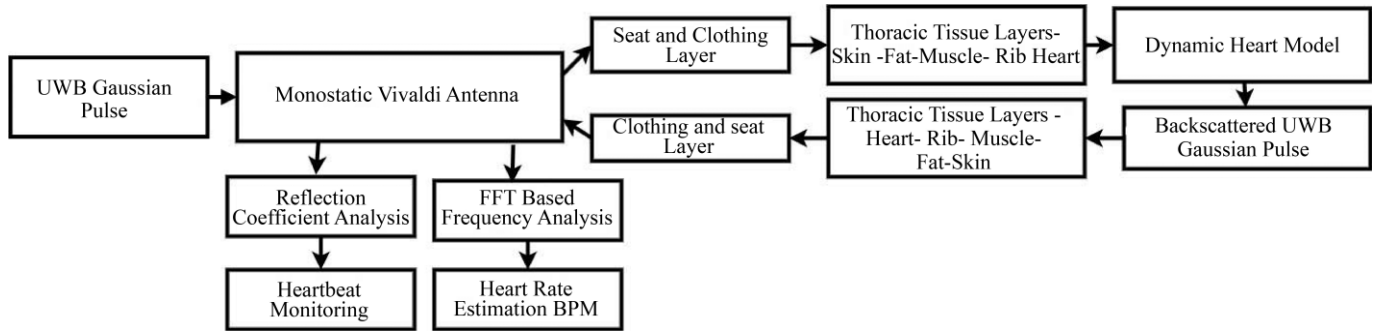 UWB Gaussian
Pulse
Monostatic Vivaldi Antenna
Seat and Clothing
Layer
Thoracic Tissue Layers-
Skin -Fat-Muscle- Rib Heart
Dynamic Heart Model
Backscattered UWB
Gaussian Pulse
Thoracic Tissue Layers -
Heart- Rib- Muscle-
Fat-Skin
Clothing and seat
Layer
Reflection
Coefficient Analysis
Heartbeat
Monitoring
FFT Based
Frequency Analysis
Heart Rate
Estimation BPM